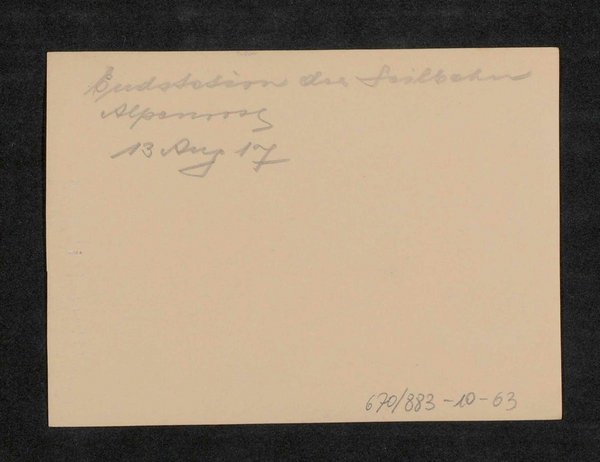 Endstation der Seilbahn
Alpenrose
13 Aug 17
670/883-10-63